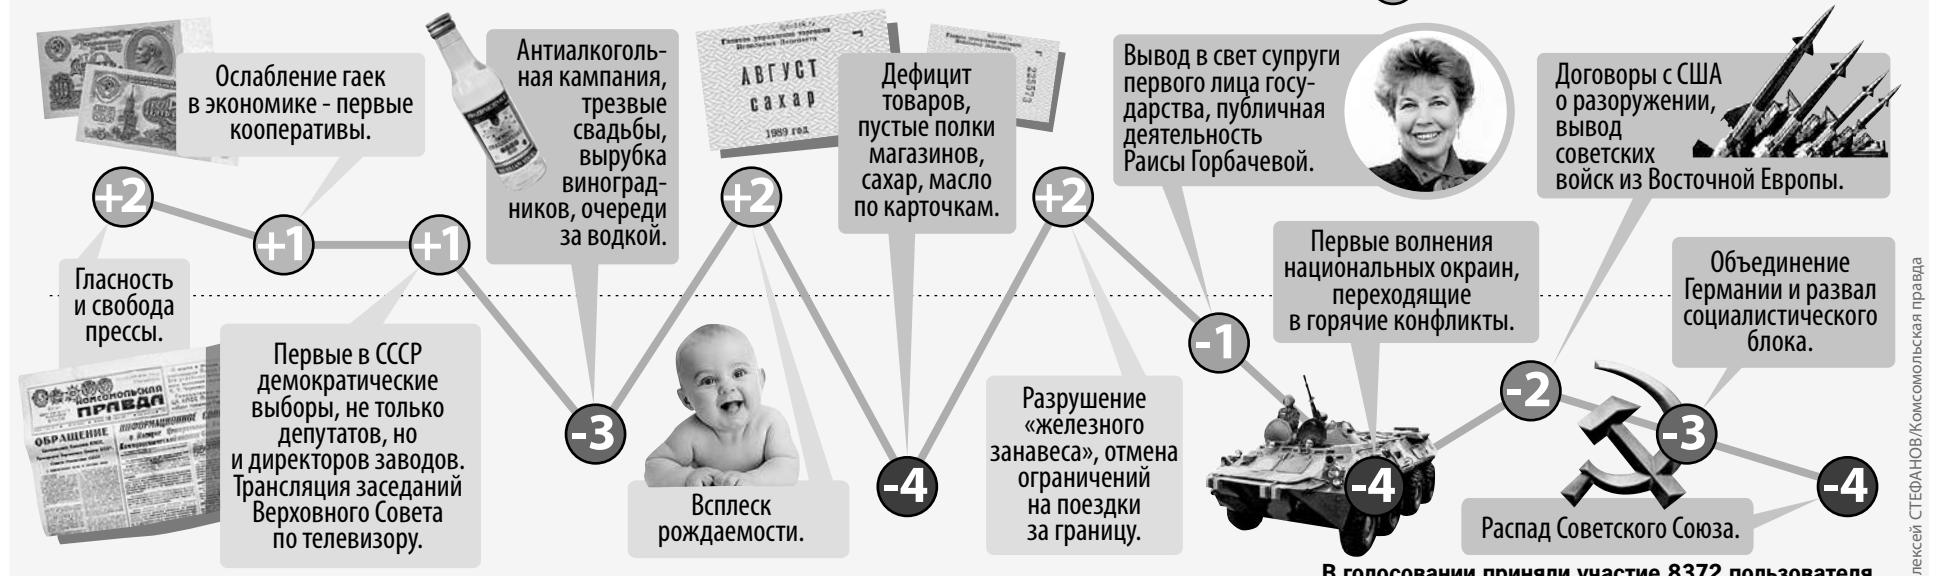 Ослабление гаек
в экономике - первые
кооперативы.
Антиалкоголь-
ная кампания,
трезвые
свадьбы,
вырубка
виноград-
ников, очереди
за водкой.
АВГУСТ
сахар
1989 год
Дефицит
товаров,
пустые полки
магазинов,
сахар, масло
по карточкам.
Вывод в свет супруги
первого лица госу-
дарства, публичная
деятельность
Раисы Горбачевой.
Договоры с США
о разоружении,
вывод
советских
войск из Восточной Европы.
+2
+1
+1
-3
+2
-4
+2
-1
-4
-2
-3
-4
Гласность
и свобода
прессы.
Комсомольская
ПРАВДА
ОБРАЩЕНИЕ
Первые в СССР
демократические
выборы, не только
депутатов, но
и директоров заводов.
Трансляция заседаний
Верховного Совета
по телевизору.
Всплеск
рождаемости.
Разрушение
«железного
занавеса», отмена
ограничений
на поездки
за границу.
Первые волнения
национальных окраин,
переходящие
в горячие конфликты.
Объединение
Германии и развал
социалистического
блока.
Распад Советского Союза.
лексей СТЕФАНОВ/Комсомольская правда
В голосовании приняли участие 8372 пользователя